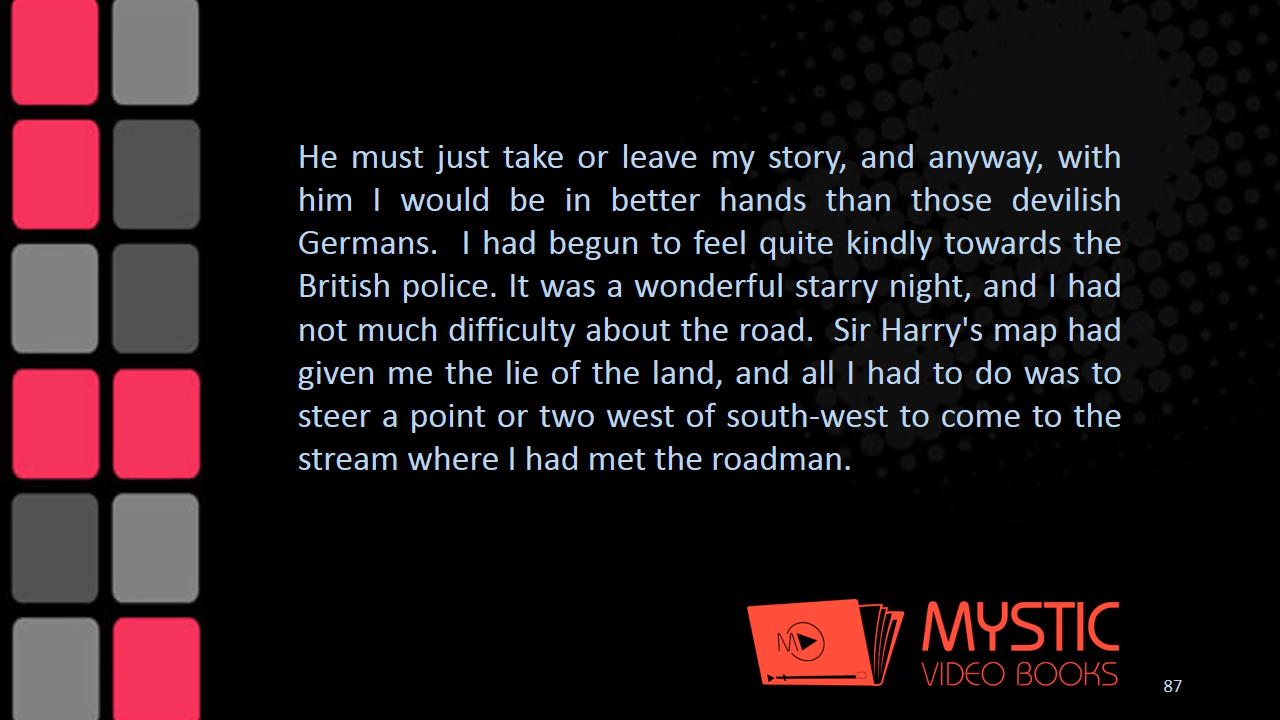 He must just take or leave my story, and anyway, with
him I would be in better hands than those devilish
Germans.  I had begun to feel quite kindly towards the
British police. It was a wonderful starry night, and I had
not much difficulty about the road.  Sir Harry's map had
given me the lie of the land, and all I had to do was to
steer a point or two west of south-west to come to the
stream where I had met the roadman.
M
MYSTIC
VIDEO BOOKS
87